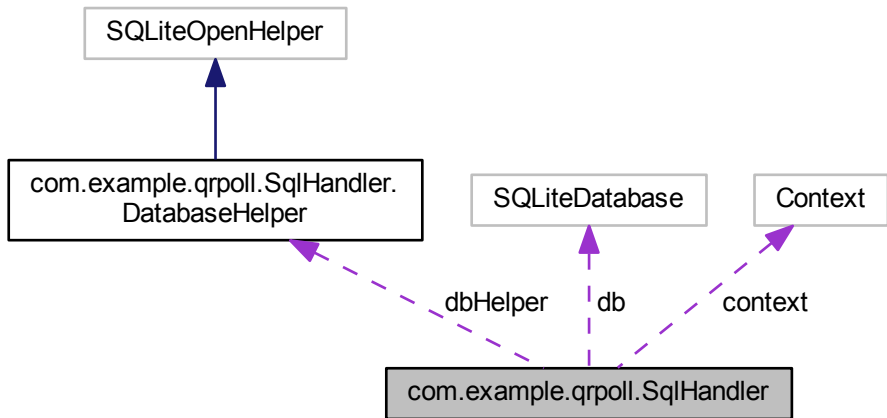 SQLiteOpenHelper
com.example.qrpoll.SqlHandler.
DatabaseHelper
SQLiteDatabase
Context
dbHelper
db
context
com.example.qrpoll.SqlHandler